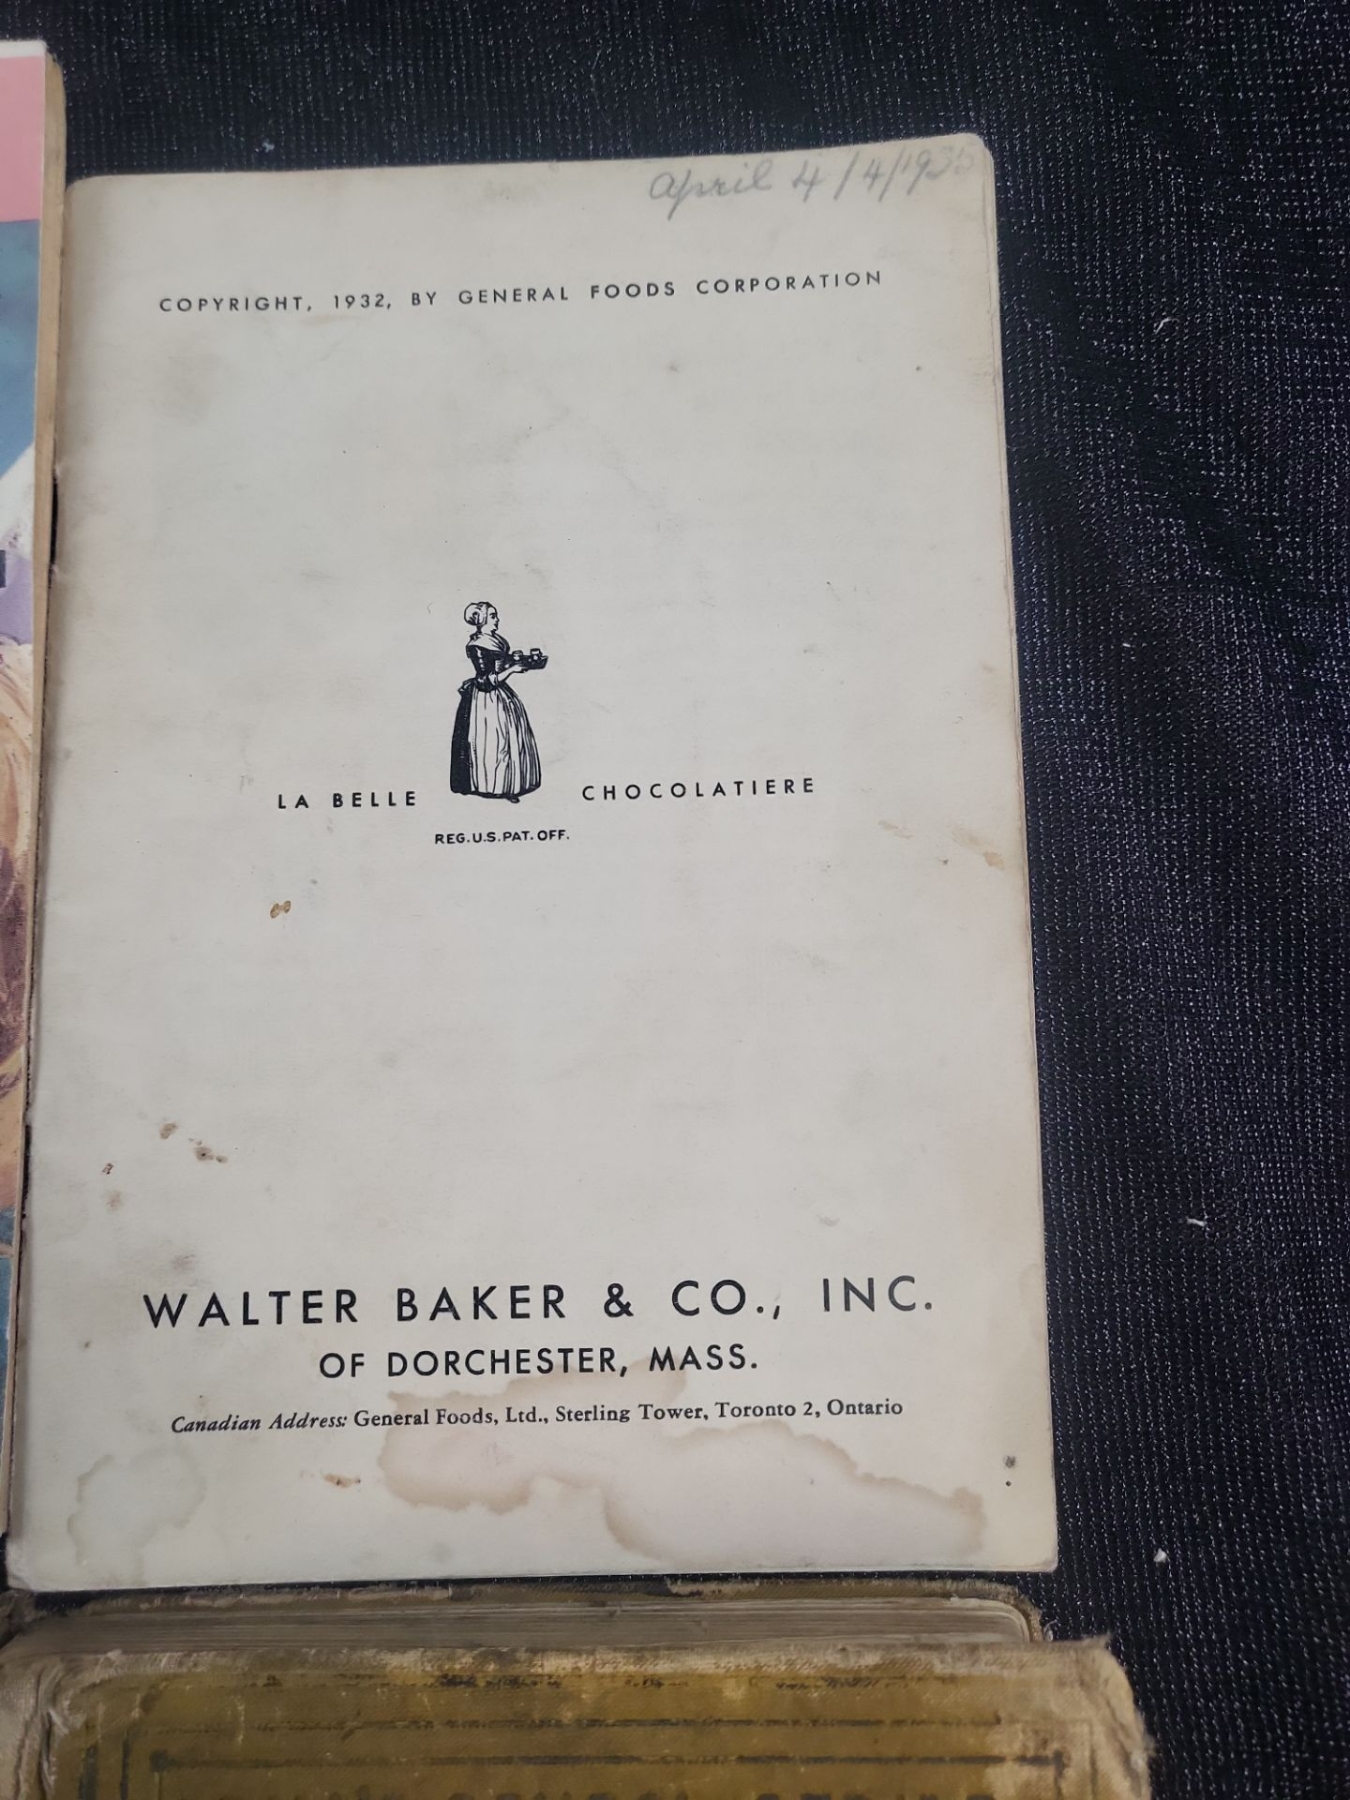 April 4/4/1935
COPYRIGHT, 1932, BY GENERAL FOODS CORPORATION
LA BELLE CHOCOLATIERE
REG.U.S.PAT.OFF.
WALTER BAKER & CO., INC.
OF DORCHESTER, MASS.
Canadian Address: General Foods, Ltd., Sterling Tower, Toronto 2, Ontario